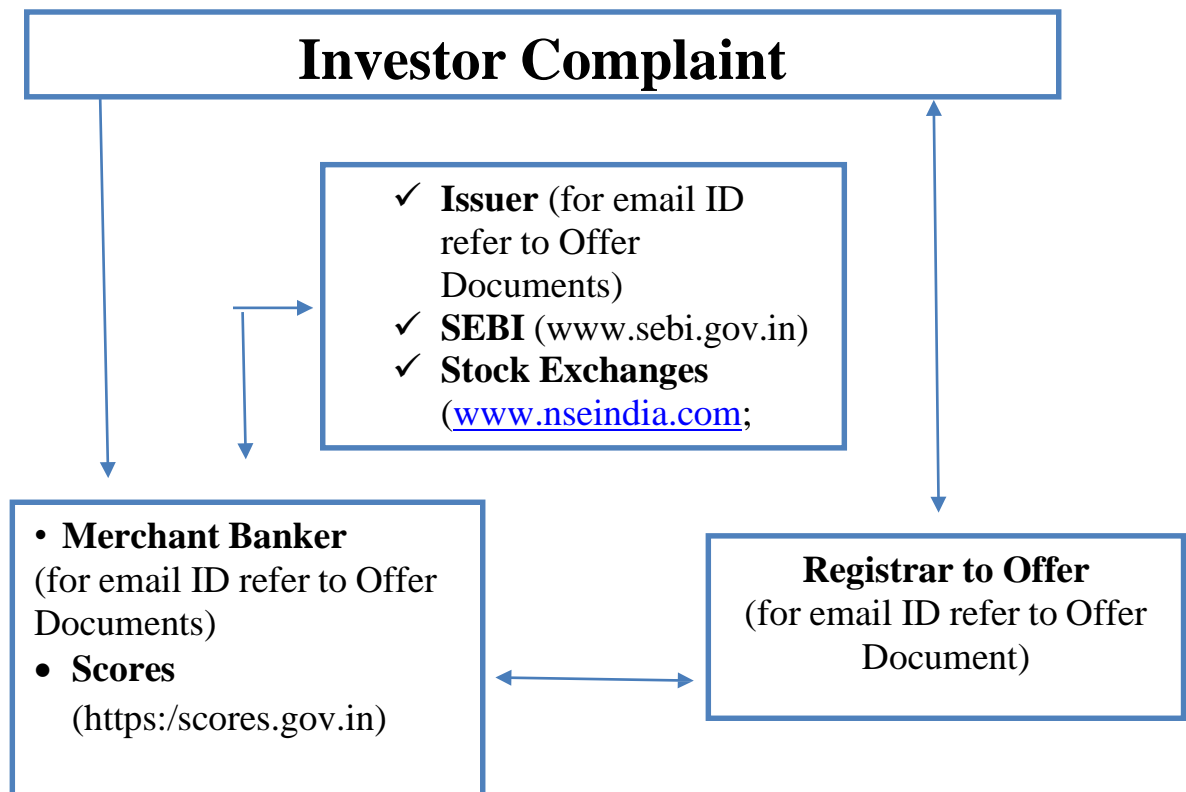 Investor Complaint
✓ Issuer (for email ID
refer to Offer
Documents)
✓ SEBI (www.sebi.gov.in)
✓ Stock Exchanges
(www.nseindia.com;
• Merchant Banker
(for email ID refer to Offer
Documents)
• Scores
(https:/scores.gov.in)
Registrar to Offer
(for email ID refer to Offer
Document)